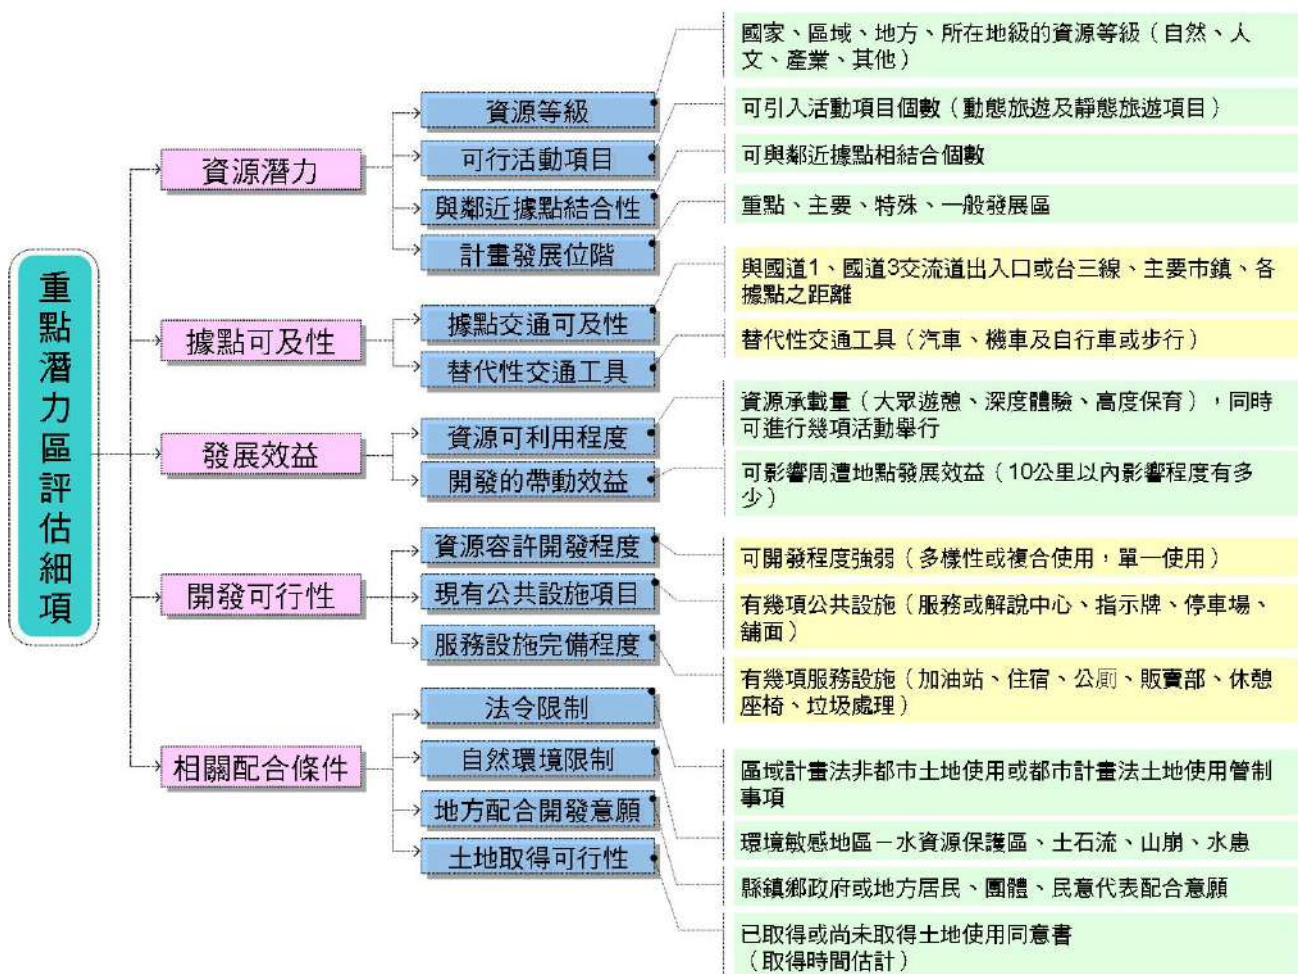 重點潛力區評估細項
資源潛力
資源等級
國家、區域、地方、所在地級的資源等級（自然、人
文、產業、其他）
可行活動項目
可引入活動項目個數（動態旅遊及靜態旅遊項目）
與鄰近據點結合性
可與鄰近據點相結合個數
計畫發展位階
重點、主要、特殊、一般發展區
據點可及性
據點交通可及性
與國道1、國道3交流道出入口或台三線、主要市鎮、各
據點之距離
替代性交通工具
替代性交通工具（汽車、機車及自行車或步行）
發展效益
資源可利用程度
資源承載量（大眾遊憩、深度體驗、高度保育），同時
可進行幾項活動舉行
開發的帶動效益
可影響周遭地點發展效益（10公里以內影響程度有多
少）
開發可行性
資源容許開發程度
可開發程度強弱（多樣性或複合使用，單一使用）
現有公共設施項目
有幾項公共設施（服務或解說中心、指示牌、停車場、
舖面）
服務設施完備程度
有幾項服務設施（加油站、住宿、公厠、販賣部、休憩
座椅、垃圾處理）
相關配合條件
法令限制
區域計畫法非都市土地使用或都市計畫法土地使用管制
事項
自然環境限制
環境敏感地區－水資源保護區、土石流、山崩、水患
地方配合開發意願
縣鎮鄉政府或地方居民、團體、民意代表配合意願
土地取得可行性
已取得或尚未取得土地使用同意書
（取得時間估計）